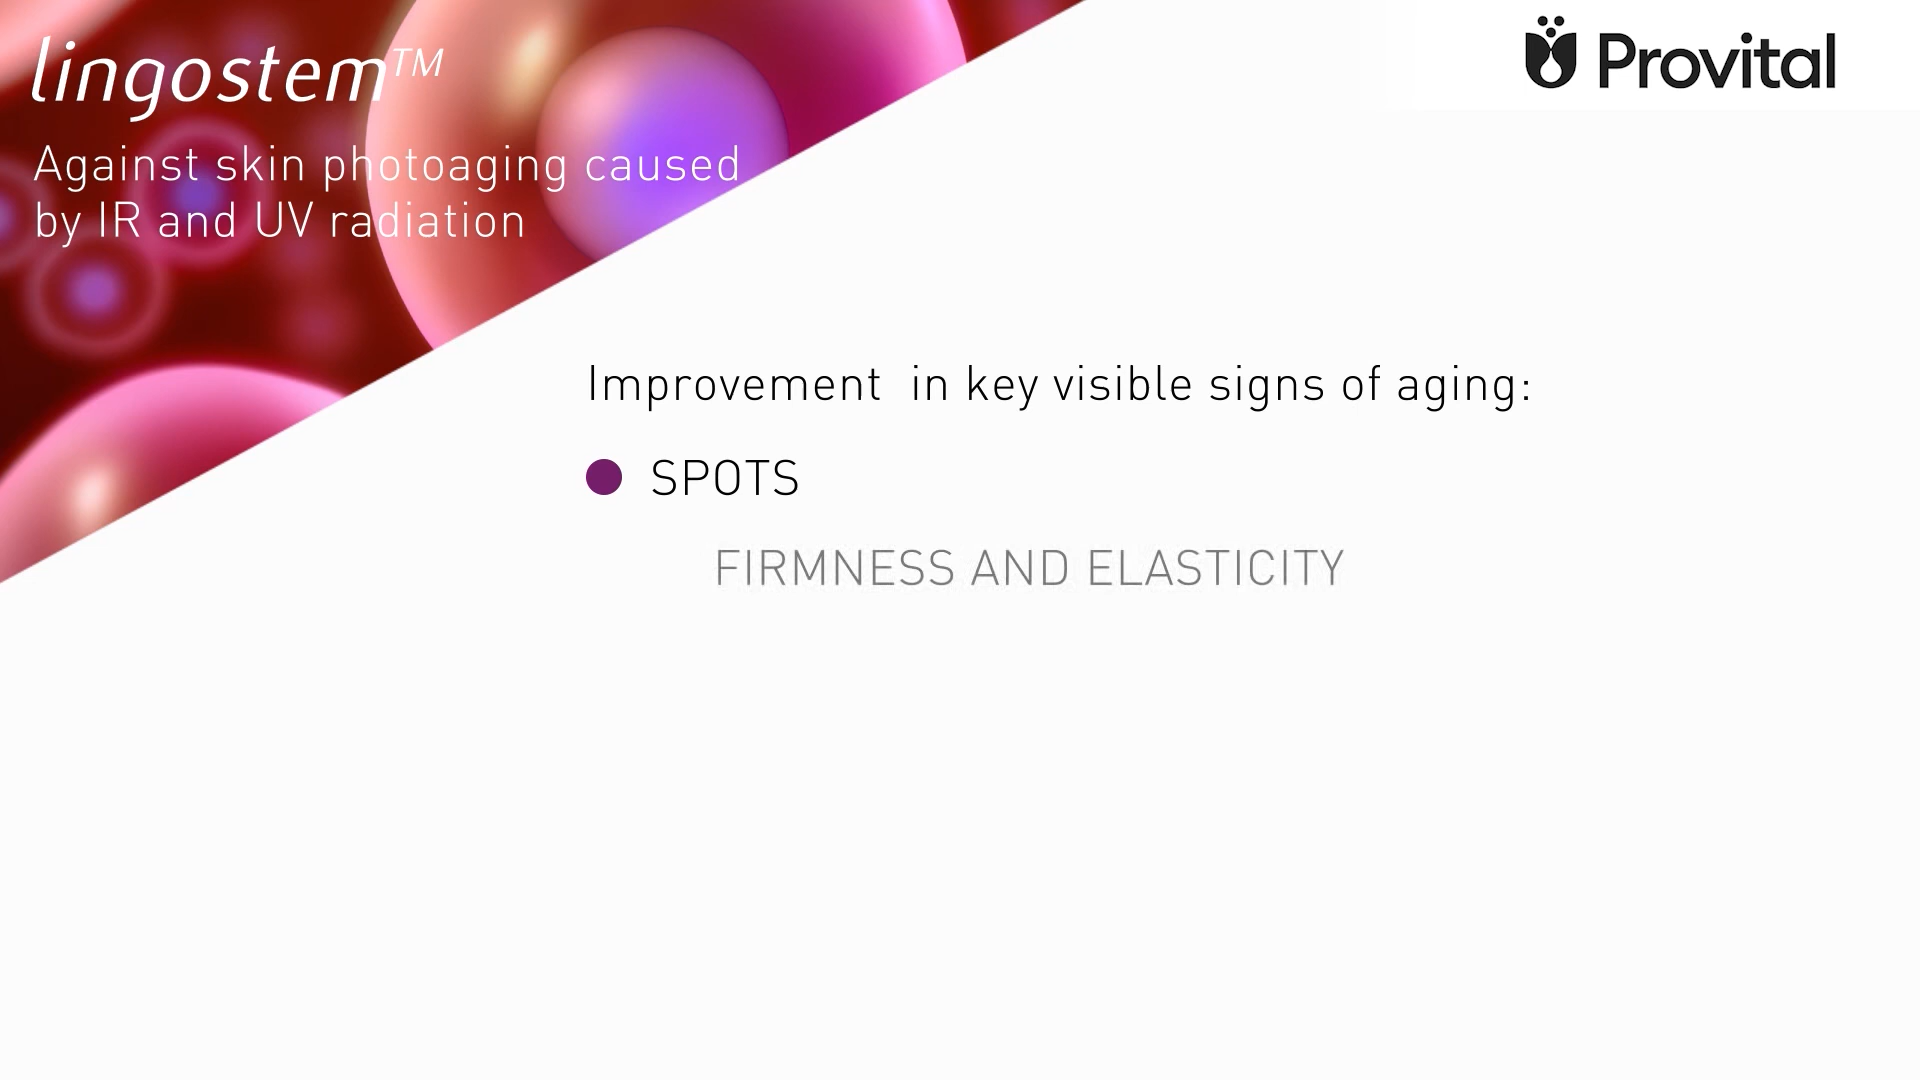 lingostem™
Provital
Against skin photoaging caused
by IR and UV radiation
Improvement in key visible signs of aging:
SPOTS
FIRMNESS AND ELASTICITY